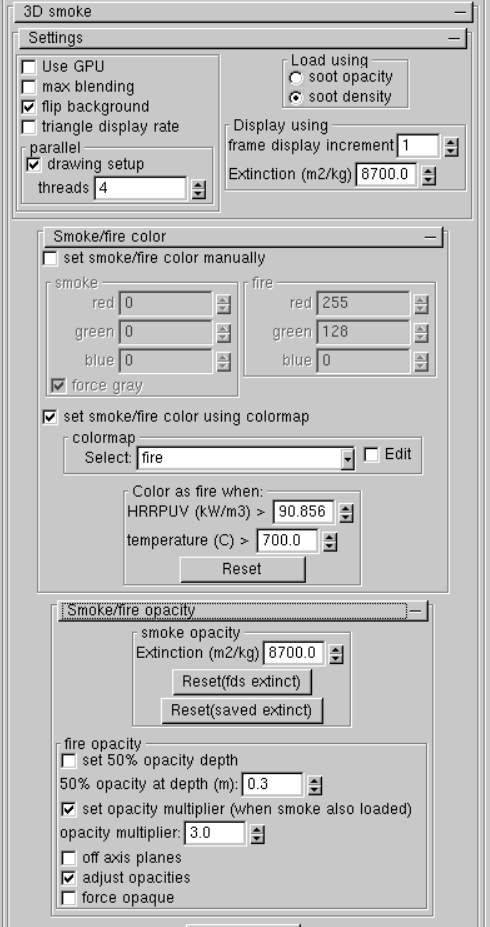 3D smoke
Settings
Use GPU
max blending
flip background
triangle display rate
parallel
drawing setup
threads 4
Load using
soot opacity
soot density
Display using
frame display increment 1
Extinction (m2/kg) 8700.0
Smoke/fire color
set smoke/fire color manually
smoke
red 0
green 0
blue 0
force gray
fire
red 255
green 128
blue 0
set smoke/fire color using colormap
colormap
Select: fire
Edit
Color as fire when:
HRRPUV (kW/m3) > 90.856
temperature (C) > 700.0
Reset
Smoke/fire opacity
smoke opacity
Extinction (m2/kg) 8700.0
Reset(fds extinct)
Reset(saved extinct)
fire opacity
set 50% opacity depth
50% opacity at depth (m): 0.3
set opacity multiplier (when smoke also loaded)
opacity multiplier: 3.0
off axis planes
adjust opacities
force opaque